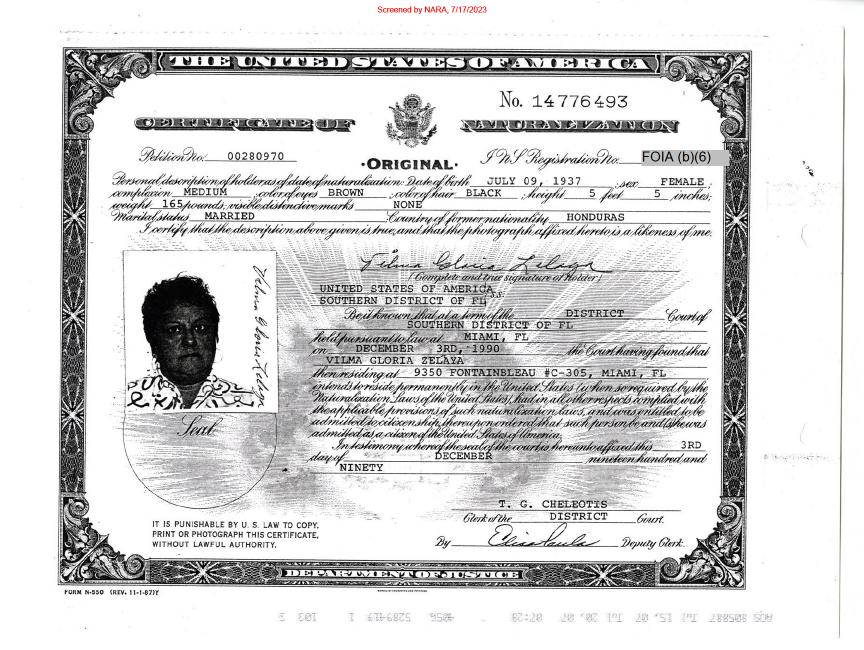 Screened by NARA, 7/17/2023
THE UNITED STATES OF AMERICA
No. 14776493
CERTIFICATE OF NATURALIZATION
Petition No. 00280970
·ORIGINAL·
I N S Registration No. FOIA (b)(6)
Personal description of holder as of date of naturalization: Date of birth JULY 09, 1937 sex FEMALE
complexion MEDIUM color of eyes BROWN color of hair BLACK height 5 feet 5 inches;
weight 165 pounds; visible distinctive marks NONE
Marital status MARRIED Country of former nationality HONDURAS
I certify that the description above given is true, and that the photograph affixed hereto is a likeness of me.
Vilma Gloria Zelaya
(Complete and true signature of holder)
Vilma Gloria Zelaya
UNITED STATES OF AMERICA
SOUTHERN DISTRICT OF FL s.s.
Be it known, that at a term of the DISTRICT Court of
SOUTHERN DISTRICT OF FL
held pursuant to law at MIAMI, FL
on DECEMBER 3RD, 1990 the Court having found that
VILMA GLORIA ZELAYA
then residing at 9350 FONTAINBLEAU #C-305, MIAMI, FL
intends to reside permanently in the United States (when so required by the
Naturalization Laws of the United States), had in all other respects complied with
the applicable provisions of such naturalization laws, and was entitled to be
admitted to citizenship, thereupon ordered that such person be and (s)he was
admitted as a citizen of the United States of America.
In testimony whereof the seal of the court is hereunto affixed this 3RD
day of DECEMBER nineteen hundred and
NINETY
Seal
T. G. CHELEOTIS
Clerk of the DISTRICT Court.
By Deputy Clerk.
IT IS PUNISHABLE BY U. S. LAW TO COPY,
PRINT OR PHOTOGRAPH THIS CERTIFICATE,
WITHOUT LAWFUL AUTHORITY.
DEPARTMENT OF JUSTICE
FORM N-550 (REV. 11-1-87)Y